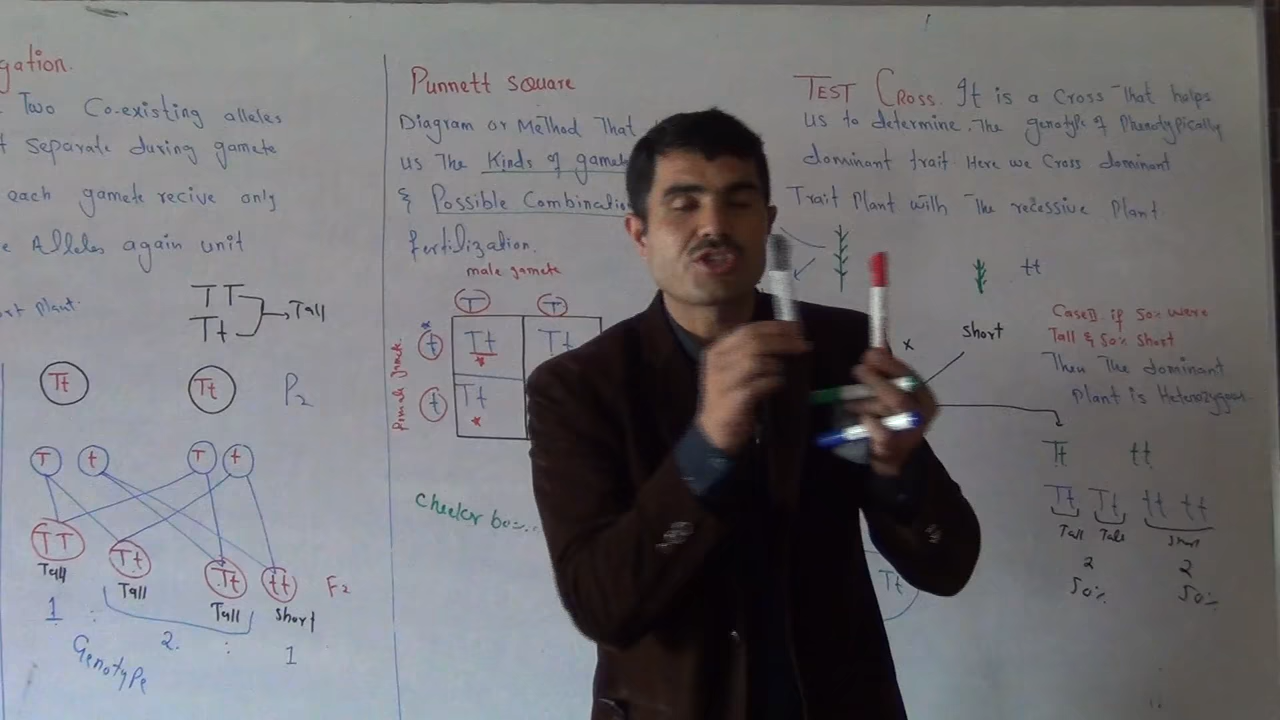 gation.
Two Co-existing alleles
t separate during gamete
each gamete recive only
e Alleles again unit
ort plant.
TT
Tt
Tall
Tt
Tt
P2
T
t
T
t
TT
Tt
Tt
tt
F2
Tall
Tall
Tall
short
1 : 2. : 1
Genotype
Punnett square
Diagram or Method That
us The Kinds of gamet
& Possible Combination
fertilization.
male gamete
T
T
t
Tt
Tt
t
Tt
gamete
Checker bo
TEST CROSS. It is a Cross That helps
us to determine. The genotype of Phenotypically
dominant trait Here we Cross dominant
Trait Plant with The recessive Plant.
tt
short
x
Case II if 50% were
Tall & 50% short
Then The dominant
Plant is Heterozygous
Tt
tt
Tt
Tt
tt
tt
Tall
Tale
short
2
2
50%
50%
Tt